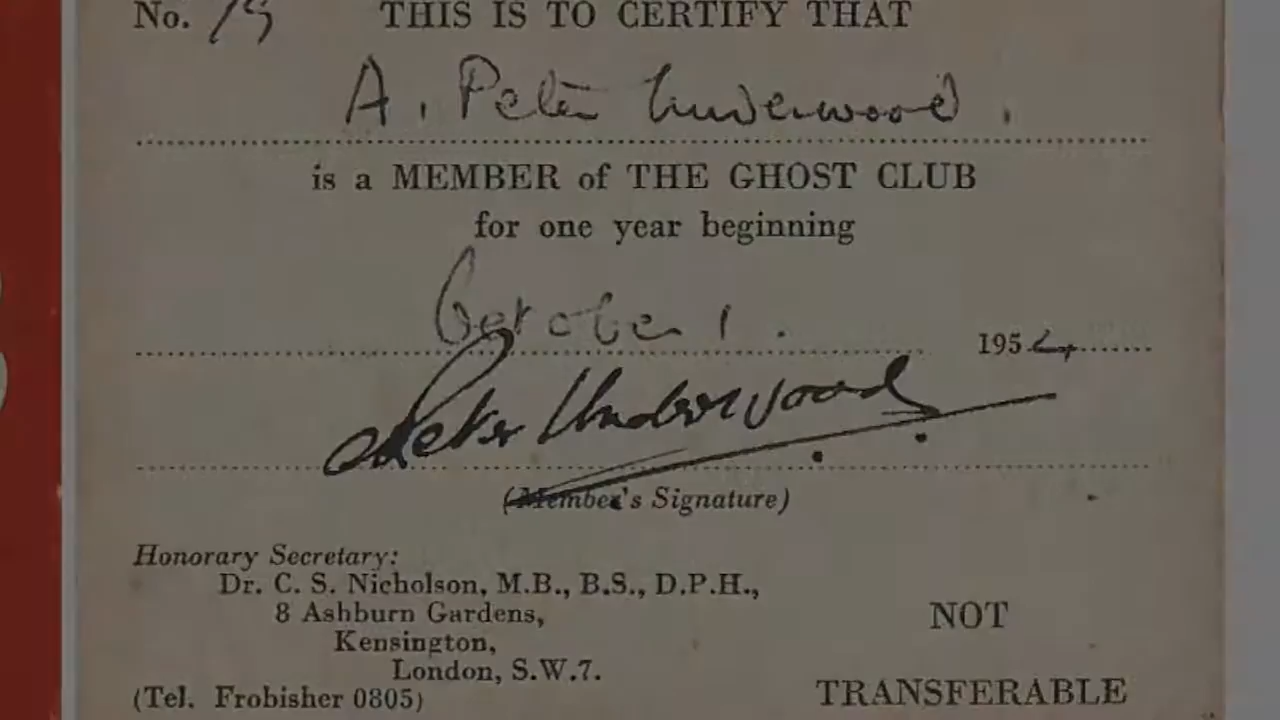 No. 75 THIS IS TO CERTIFY THAT
A. Peter Underwood.
is a MEMBER of THE GHOST CLUB
for one year beginning
October 1. 1954
Peter Underwood
(Member's Signature)
Honorary Secretary:
Dr. C. S. Nicholson, M.B., B.S., D.P.H.,
8 Ashburn Gardens,
Kensington,
London, S.W.7.
(Tel. Frobisher 0805)
NOT
TRANSFERABLE